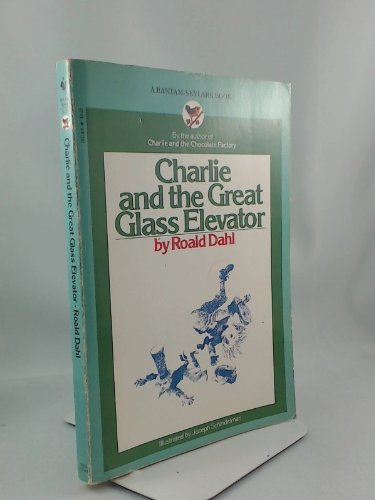 A BANTAM-SKYLARK BOOK
By the author of
Charlie and the Chocolate Factory
Charlie
and the Great
Glass Elevator
by Roald Dahl
Illustrated by Joseph Schindelman
Charlie and the Great Glass Elevator · Roald Dahl